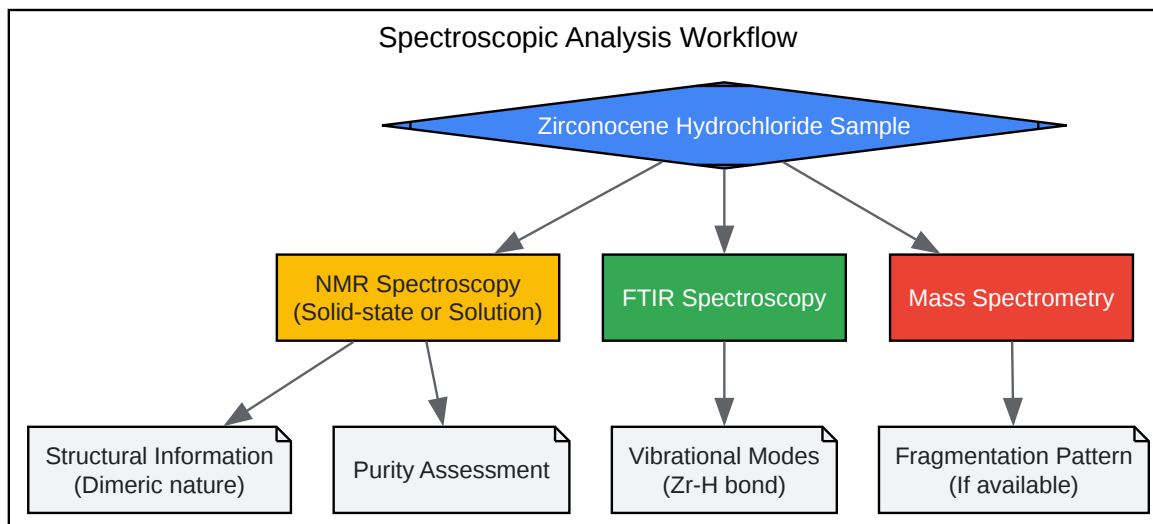 Spectroscopic Analysis Workflow
Zirconocene Hydrochloride Sample
NMR Spectroscopy
(Solid-state or Solution)
FTIR Spectroscopy
Mass Spectrometry
Structural Information
(Dimeric nature)
Purity Assessment
Vibrational Modes
(Zr-H bond)
Fragmentation Pattern
(If available)